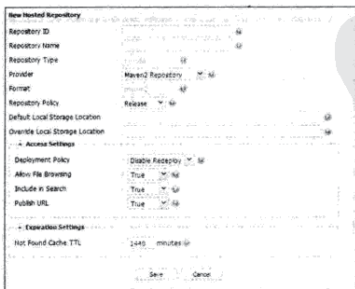 New Hosted Repository
Repository ID
Repository Name
Repository Type
Provider Maven2 Repository
Format
Repository Policy Release
Default Local Storage Location
Override Local Storage Location
Access Settings
Deployment Policy Disable Redeploy
Allow File Browsing True
Include in Search True
Publish URL True
Expiration Settings
Not Found Cache TTL 1440 minutes
Save Cancel